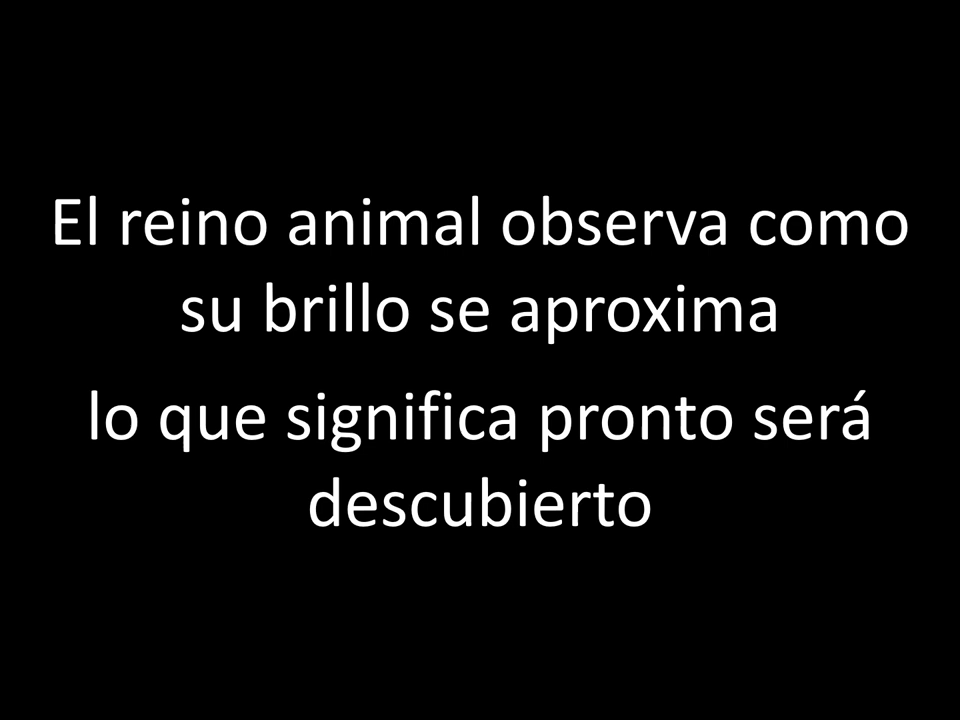 El reino animal observa como
su brillo se aproxima
lo que significa pronto será
descubierto